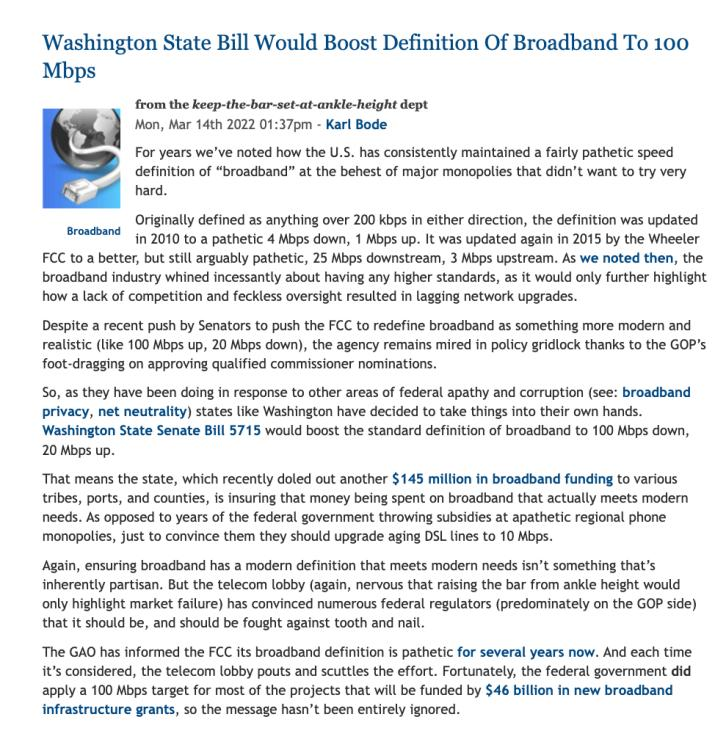 Washington State Bill Would Boost Definition Of Broadband To 100
Mbps
from the keep-the-bar-set-at-ankle-height dept
Mon, Mar 14th 2022 01:37pm - Karl Bode
For years we’ve noted how the U.S. has consistently maintained a fairly pathetic speed
definition of “broadband” at the behest of major monopolies that didn’t want to try very
hard.
Broadband
Originally defined as anything over 200 kbps in either direction, the definition was updated
in 2010 to a pathetic 4 Mbps down, 1 Mbps up. It was updated again in 2015 by the Wheeler
FCC to a better, but still arguably pathetic, 25 Mbps downstream, 3 Mbps upstream. As we noted then, the
broadband industry whined incessantly about having any higher standards, as it would only further highlight
how a lack of competition and feckless oversight resulted in lagging network upgrades.
Despite a recent push by Senators to push the FCC to redefine broadband as something more modern and
realistic (like 100 Mbps up, 20 Mbps down), the agency remains mired in policy gridlock thanks to the GOP’s
foot-dragging on approving qualified commissioner nominations.
So, as they have been doing in response to other areas of federal apathy and corruption (see: broadband
privacy, net neutrality) states like Washington have decided to take things into their own hands.
Washington State Senate Bill 5715 would boost the standard definition of broadband to 100 Mbps down,
20 Mbps up.
That means the state, which recently doled out another $145 million in broadband funding to various
tribes, ports, and counties, is insuring that money being spent on broadband that actually meets modern
needs. As opposed to years of the federal government throwing subsidies at apathetic regional phone
monopolies, just to convince them they should upgrade aging DSL lines to 10 Mbps.
Again, ensuring broadband has a modern definition that meets modern needs isn’t something that’s
inherently partisan. But the telecom lobby (again, nervous that raising the bar from ankle height would
only highlight market failure) has convinced numerous federal regulators (predominately on the GOP side)
that it should be, and should be fought against tooth and nail.
The GAO has informed the FCC its broadband definition is pathetic for several years now. And each time
it’s considered, the telecom lobby pouts and scuttles the effort. Fortunately, the federal government did
apply a 100 Mbps target for most of the projects that will be funded by $46 billion in new broadband
infrastructure grants, so the message hasn’t been entirely ignored.